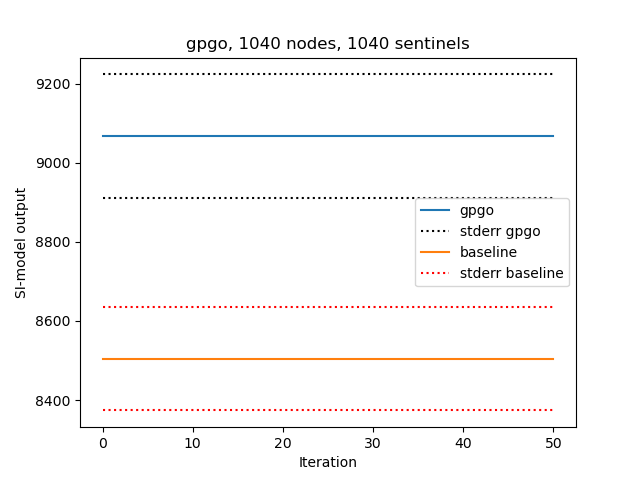 gpgo, 1040 nodes, 1040 sentinels
SI-model output
9200
9000
8800
8600
8400
gpgo
stderr gpgo
baseline
stderr baseline
0
10
20
30
40
50
Iteration